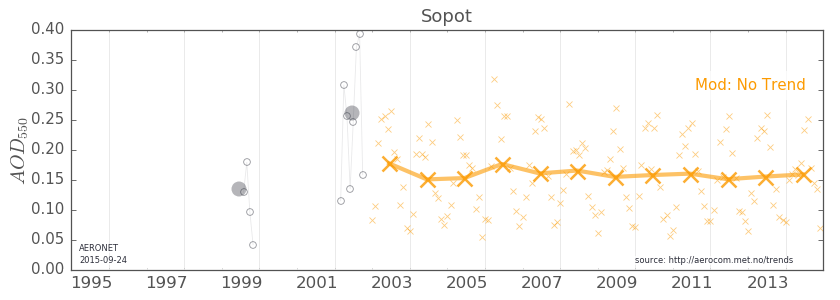 Sopot
0.40
0.35
0.30
0.25
0.20
0.15
0.10
0.05
0.00
AOD550
Mod: No Trend
AERONET
2015-09-24
source: http://aerocom.met.no/trends
1995 1997 1999 2001 2003 2005 2007 2009 2011 2013